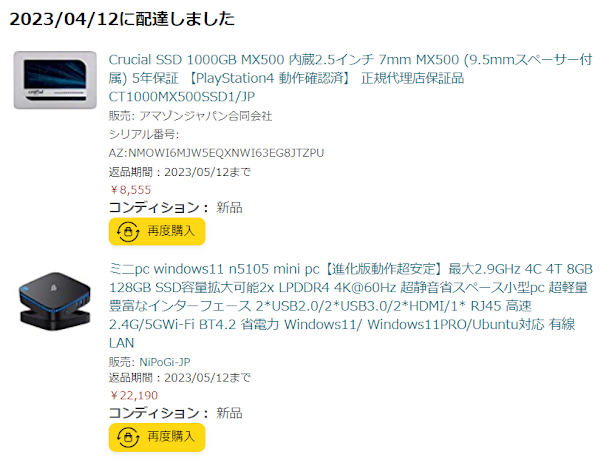 2023/04/12に配達しました
Crucial SSD 1000GB MX500 内蔵2.5インチ 7mm MX500 (9.5mmスペーサー付
属) 5年保証 【PlayStation4 動作確認済】 正規代理店保証品
CT1000MX500SSD1/JP
販売: アマゾンジャパン合同会社
シリアル番号:
AZ:NMOWI6MJW5EQXNWI63EG8JTZPU
返品期間：2023/05/12まで
￥8,555
コンディション： 新品
再度購入
ミニpc windows11 n5105 mini pc【進化版動作超安定】最大2.9GHz 4C 4T 8GB
128GB SSD容量拡大可能2x LPDDR4 4K@60Hz 超静音省スペース小型pc 超軽量
豊富なインターフェース 2*USB2.0/2*USB3.0/2*HDMI/1* RJ45 高速
2.4G/5GWi-Fi BT4.2 省電力 Windows11/ Windows11PRO/Ubuntu対応 有線
LAN
販売: NiPoGi-JP
返品期間：2023/05/12まで
￥22,190
コンディション： 新品
再度購入